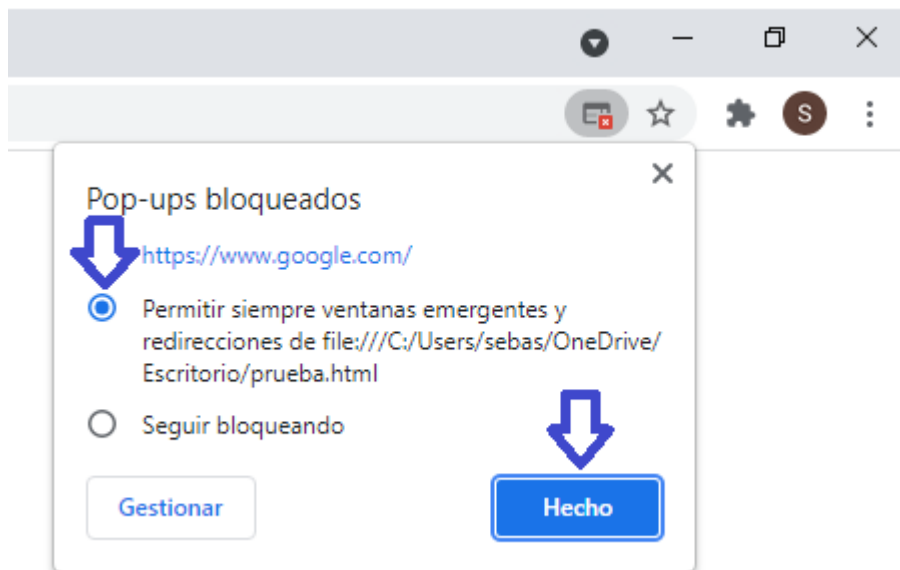 S
Pop-ups bloqueados
https://www.google.com/
Permitir siempre ventanas emergentes y
redirecciones de file:///C:/Users/sebas/OneDrive/
Escritorio/prueba.html
Seguir bloqueando
Gestionar
Hecho